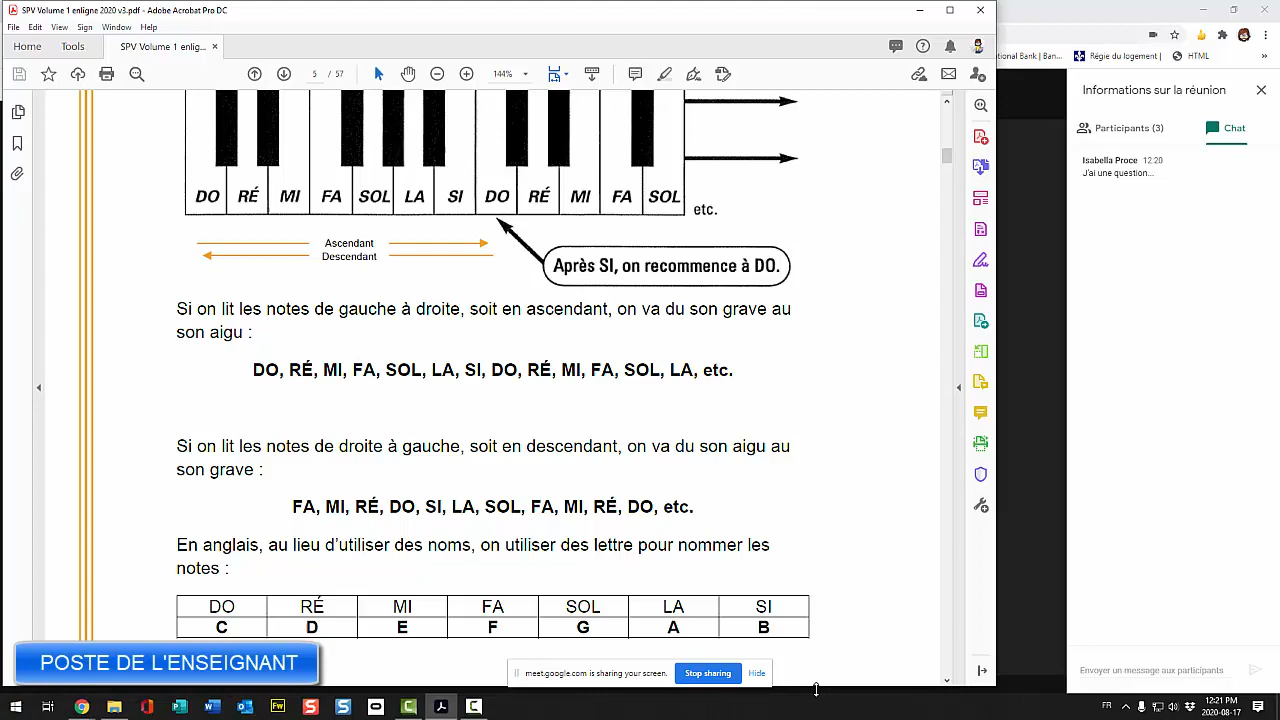 SPV Volume 1 enligne 2020 v3.pdf - Adobe Acrobat Pro DC
File Edit View Sign Window Help
Home Tools SPV Volume 1 enlig... ×
5 / 57 144%
ational Bank | Ban... Régie du logement | HTML »
DO RÉ MI FA SOL LA SI DO RÉ MI FA SOL
etc.
Ascendant
Descendant
Après SI, on recommence à DO.
Si on lit les notes de gauche à droite, soit en ascendant, on va du son grave au
son aigu :
DO, RÉ, MI, FA, SOL, LA, SI, DO, RÉ, MI, FA, SOL, LA, etc.
Si on lit les notes de droite à gauche, soit en descendant, on va du son aigu au
son grave :
FA, MI, RÉ, DO, SI, LA, SOL, FA, MI, RÉ, DO, etc.
En anglais, au lieu d'utiliser des noms, on utiliser des lettre pour nommer les
notes :
DO RÉ MI FA SOL LA SI
C D E F G A B
POSTE DE L'ENSEIGNANT
meet.google.com is sharing your screen. Stop sharing Hide
Informations sur la réunion
Participants (3) Chat
Isabella Proce 12.20
J'ai une question...
Envoyer un message aux participants
FR 12:21 PM
2020-08-17